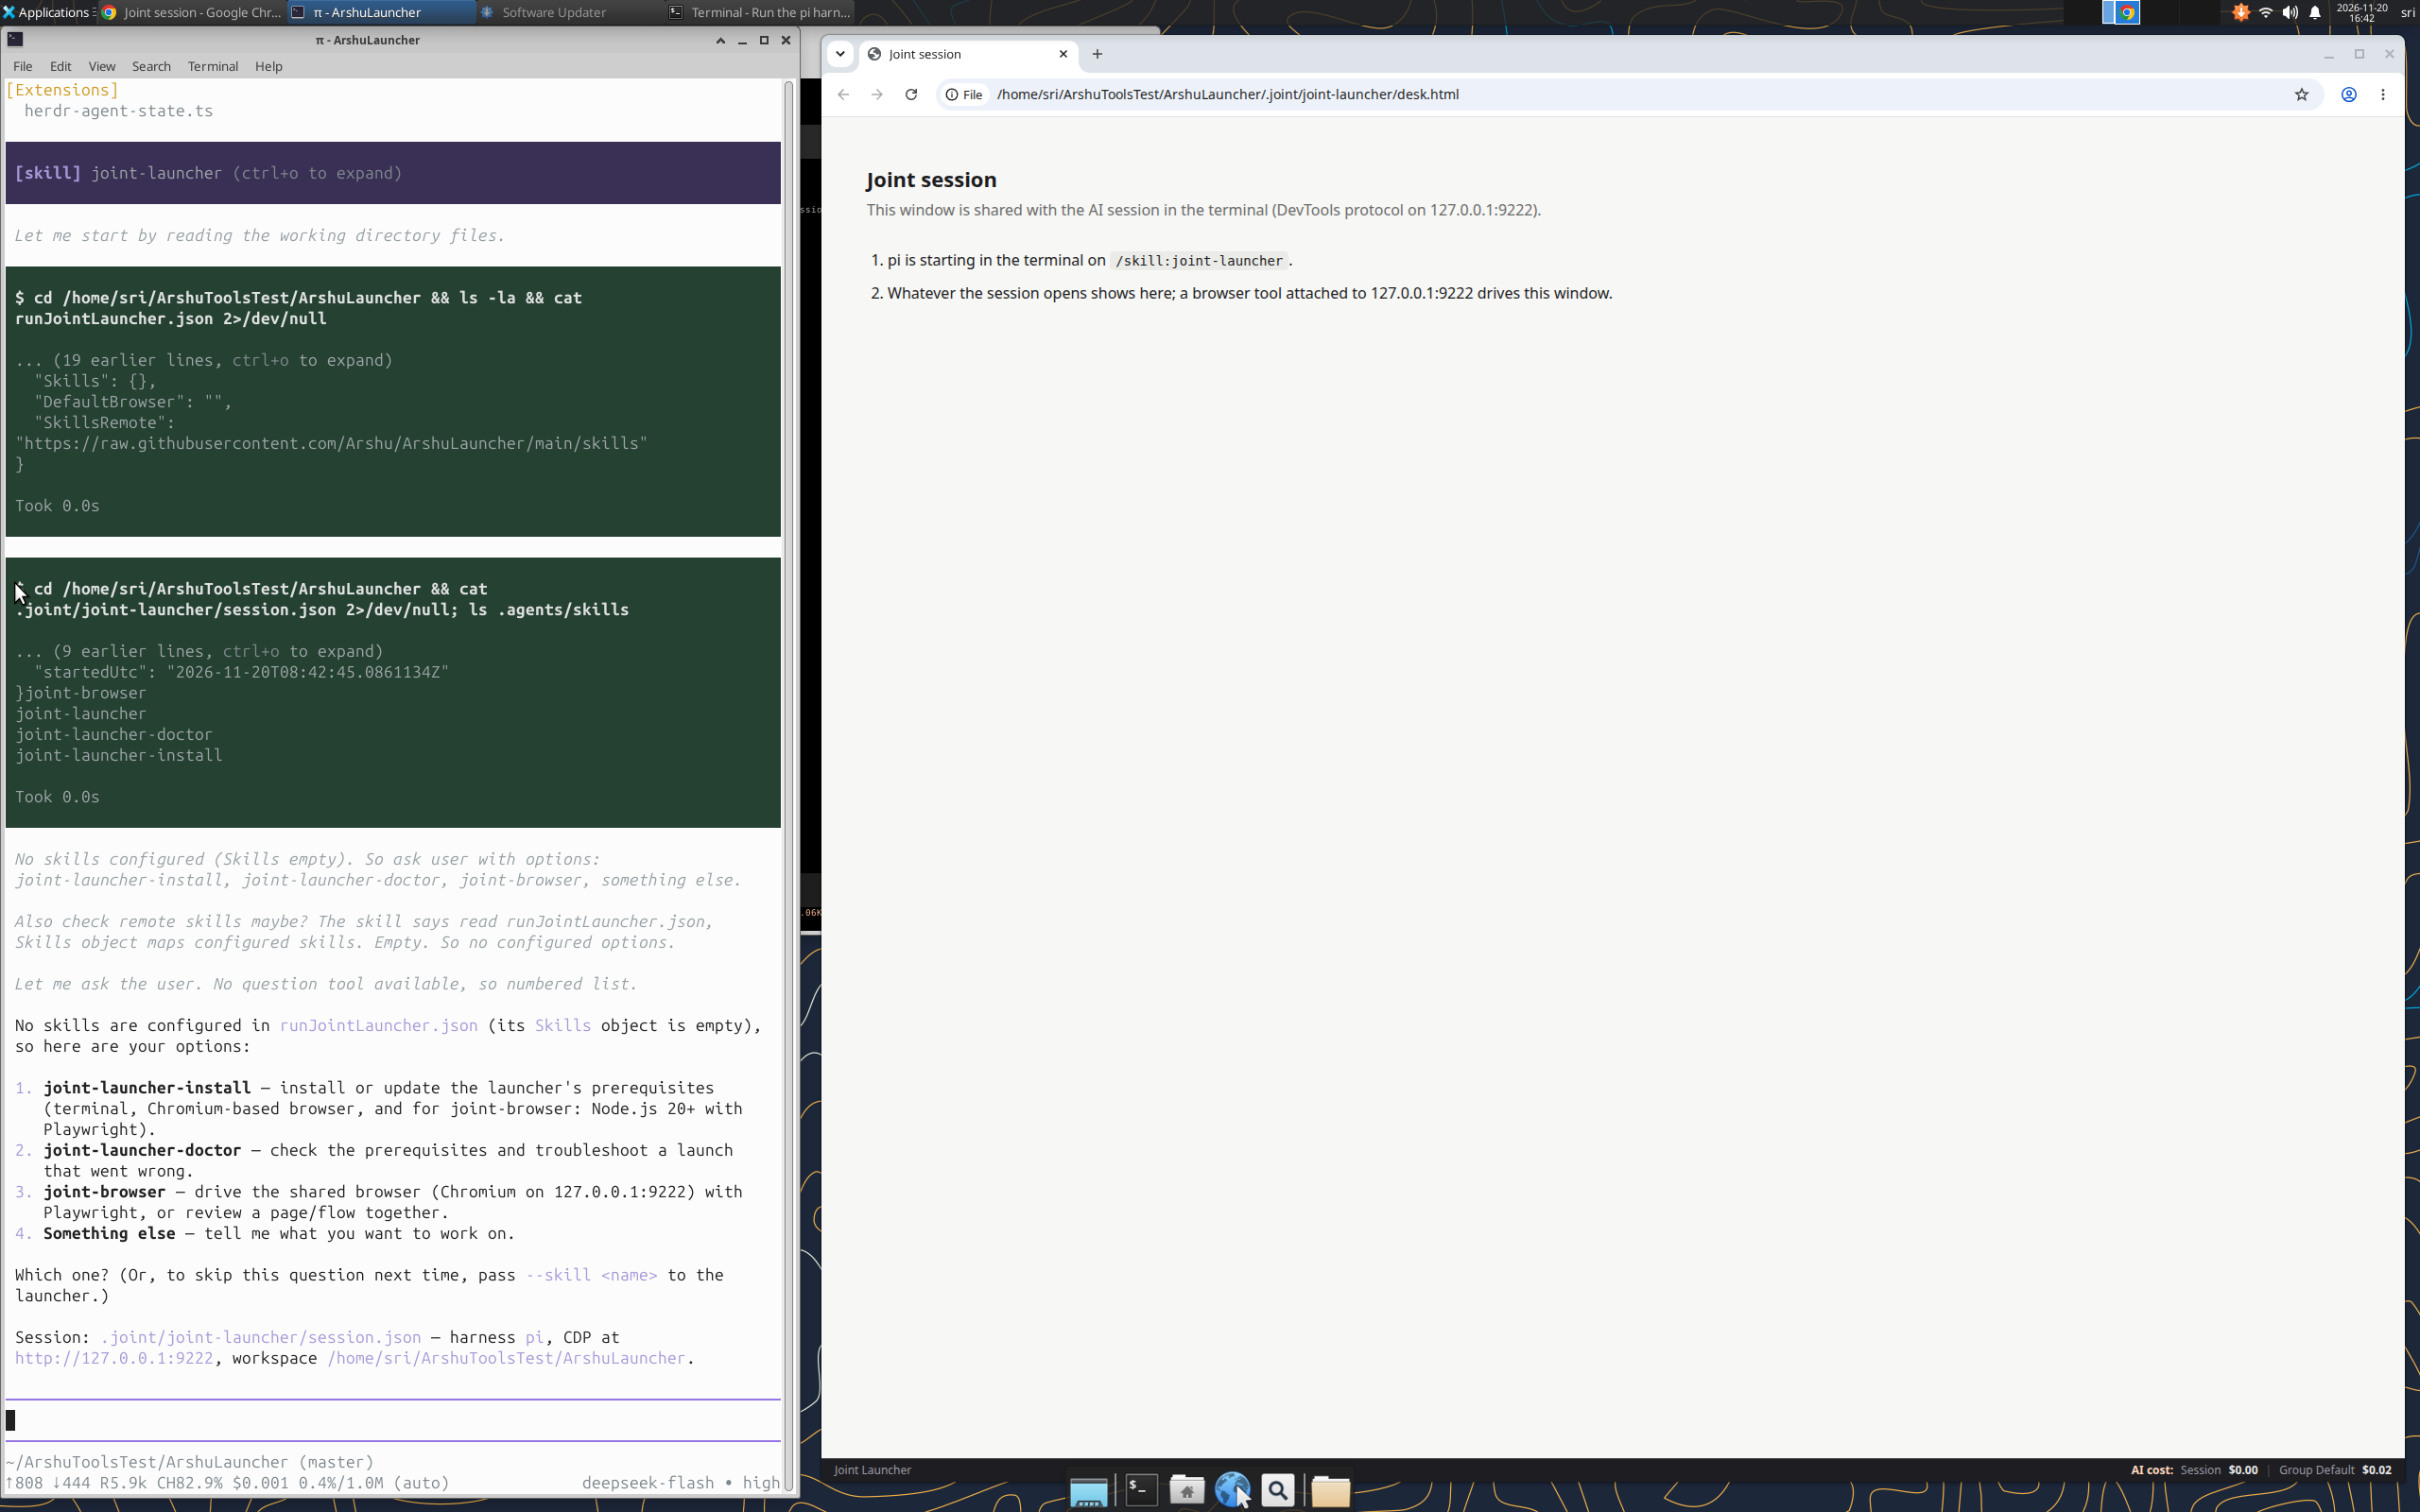 Applications
Joint session - Google Chr...
π - ArshuLauncher
Software Updater
Terminal - Run the pi harn...
2026-11-20
16:42
sri
π - ArshuLauncher
File Edit View Search Terminal Help
[Extensions]
herdr-agent-state.ts
[skill] joint-launcher (ctrl+o to expand)
Let me start by reading the working directory files.
$ cd /home/sri/ArshuToolsTest/ArshuLauncher && ls -la && cat
runJointLauncher.json 2>/dev/null
... (19 earlier lines, ctrl+o to expand)
"Skills": {},
"DefaultBrowser": "",
"SkillsRemote":
"https://raw.githubusercontent.com/Arshu/ArshuLauncher/main/skills"
}
Took 0.0s
$ cd /home/sri/ArshuToolsTest/ArshuLauncher && cat
.joint/joint-launcher/session.json 2>/dev/null; ls .agents/skills
... (9 earlier lines, ctrl+o to expand)
"startedUtc": "2026-11-20T08:42:45.0861134Z"
}joint-browser
joint-launcher
joint-launcher-doctor
joint-launcher-install
Took 0.0s
No skills configured (Skills empty). So ask user with options:
joint-launcher-install, joint-launcher-doctor, joint-browser, something else.
Also check remote skills maybe? The skill says read runJointLauncher.json,
Skills object maps configured skills. Empty. So no configured options.
Let me ask the user. No question tool available, so numbered list.
No skills are configured in runJointLauncher.json (its Skills object is empty),
so here are your options:
1. joint-launcher-install — install or update the launcher's prerequisites
(terminal, Chromium-based browser, and for joint-browser: Node.js 20+ with
Playwright).
2. joint-launcher-doctor — check the prerequisites and troubleshoot a launch
that went wrong.
3. joint-browser — drive the shared browser (Chromium on 127.0.0.1:9222) with
Playwright, or review a page/flow together.
4. Something else — tell me what you want to work on.
Which one? (Or, to skip this question next time, pass --skill <name> to the
launcher.)
Session: .joint/joint-launcher/session.json — harness pi, CDP at
http://127.0.0.1:9222, workspace /home/sri/ArshuToolsTest/ArshuLauncher.
~/ArshuToolsTest/ArshuLauncher (master)
↑808 ↓444 R5.9k CH82.9% $0.001 0.4%/1.0M (auto) deepseek-flash • high
Joint session
File /home/sri/ArshuToolsTest/ArshuLauncher/.joint/joint-launcher/desk.html
Joint session
This window is shared with the AI session in the terminal (DevTools protocol on 127.0.0.1:9222).
1. pi is starting in the terminal on /skill:joint-launcher .
2. Whatever the session opens shows here; a browser tool attached to 127.0.0.1:9222 drives this window.
Joint Launcher
AI cost: Session $0.00 | Group Default $0.02